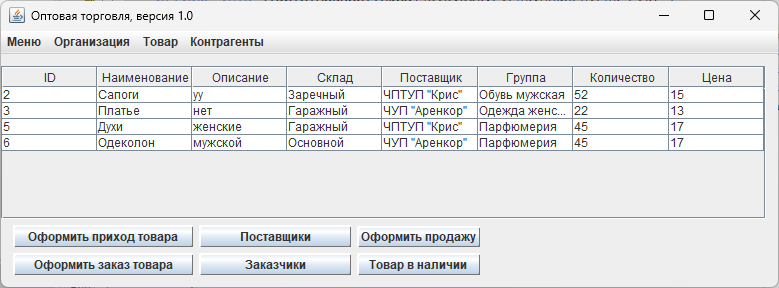 Оптовая торговля, версия 1.0
Меню Организация Товар Контрагенты
ID Наименование Описание Склад Поставщик Группа Количество Цена
2 Сапоги уу Заречный ЧПТУП "Крис" Обувь мужская 52 15
3 Платье нет Гаражный ЧУП "Аренкор" Одежда женс... 22 13
5 Духи женские Гаражный ЧПТУП "Крис" Парфюмерия 45 17
6 Одеколон мужской Основной ЧУП "Аренкор" Парфюмерия 45 17
Оформить приход товара Поставщики Оформить продажу
Оформить заказ товара Заказчики Товар в наличии